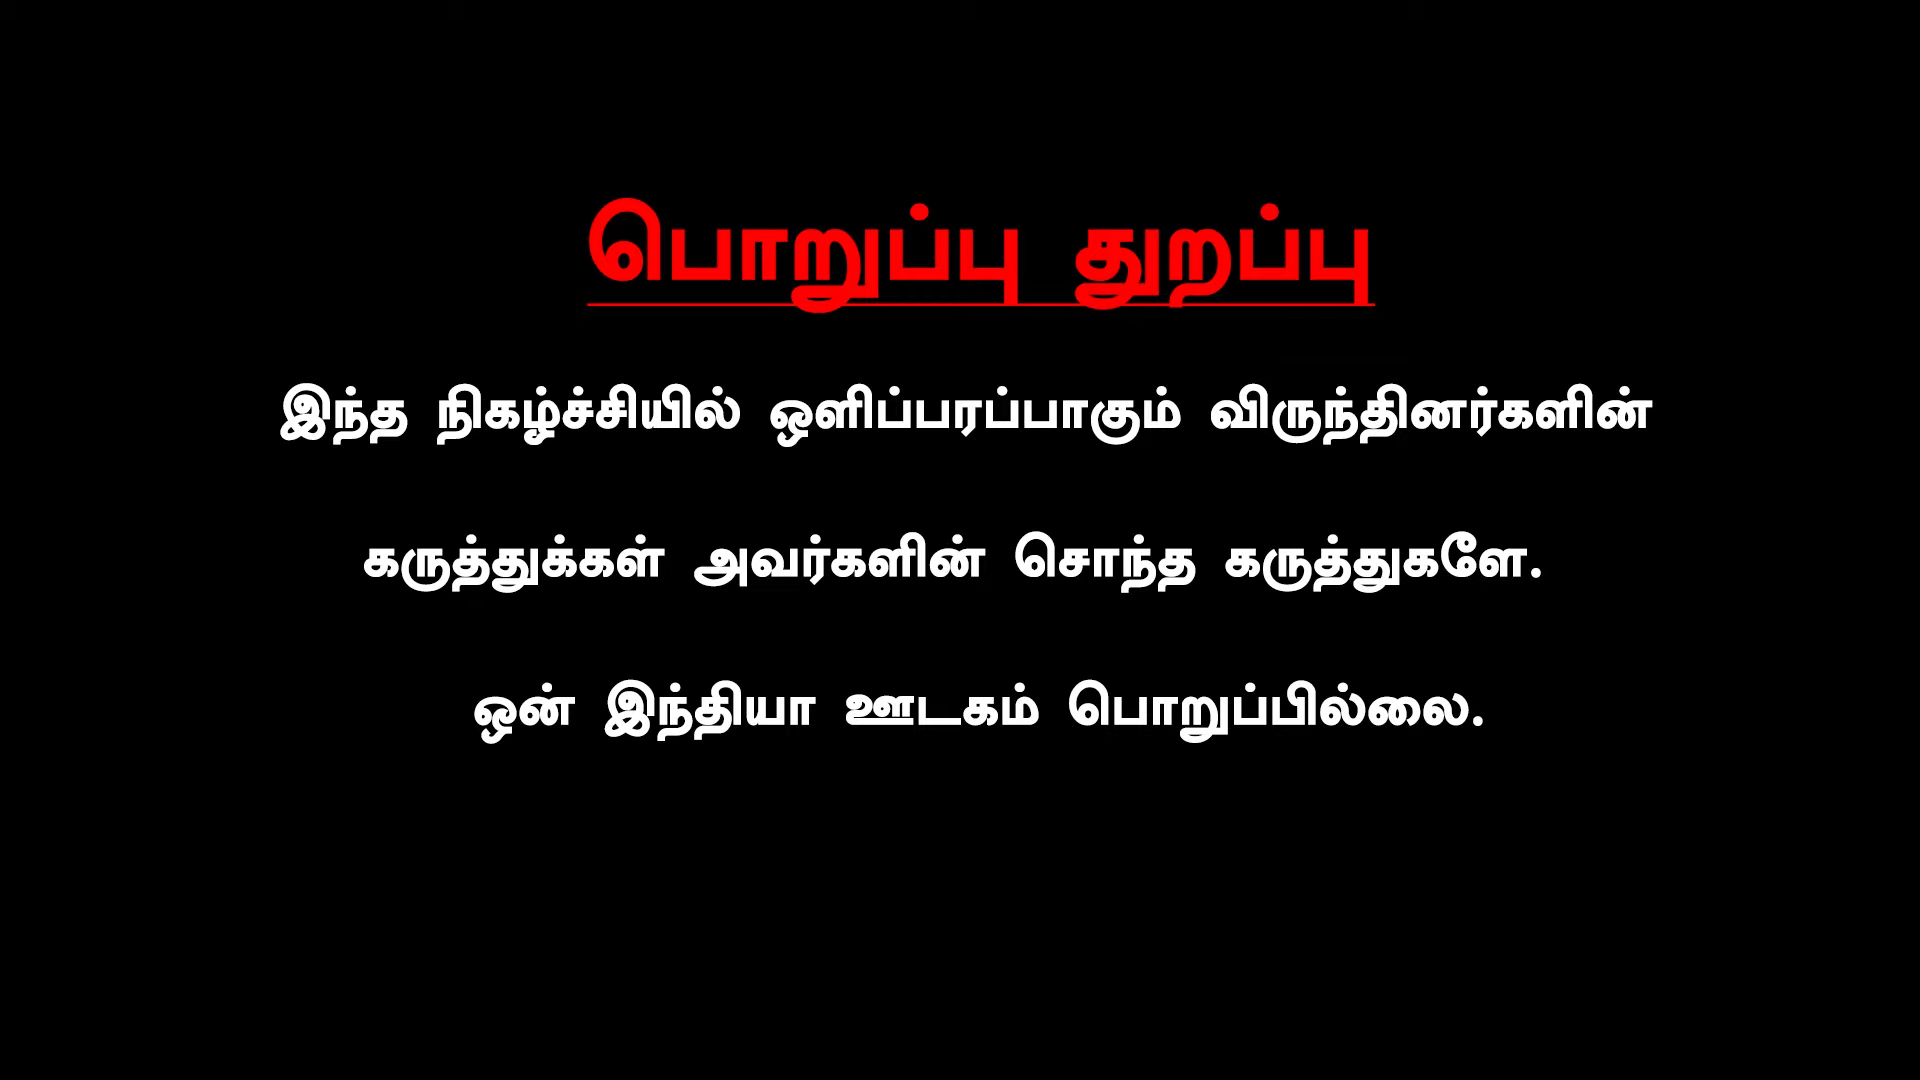 பொறுப்பு துறப்பு
இந்த நிகழ்ச்சியில் ஒளிப்பரப்பாகும் விருந்தினர்களின்
கருத்துக்கள் அவர்களின் சொந்த கருத்துகளே.
ஒன் இந்தியா ஊடகம் பொறுப்பில்லை.